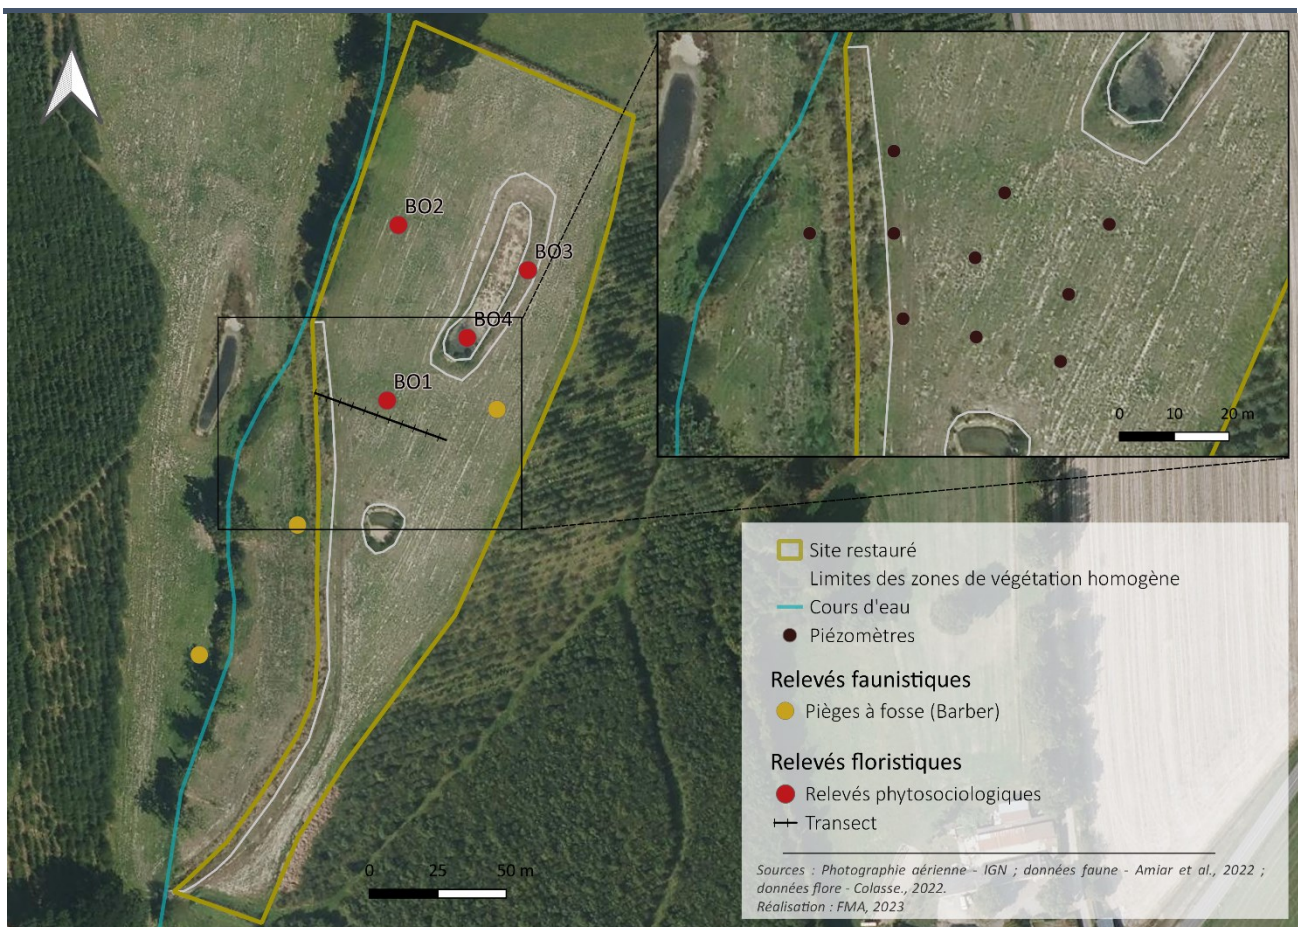 BO2
BO3
BO4
BO1
0 10 20 m
Site restauré
Limites des zones de végétation homogène
Cours d'eau
Piézomètres
Relevés faunistiques
Pièges à fosse (Barber)
Relevés floristiques
Relevés phytosociologiques
Transect
0 25 50 m
Sources : Photographie aérienne - IGN ; données faune - Amiar et al., 2022 ;
données flore - Colasse., 2022.
Réalisation : FMA, 2023